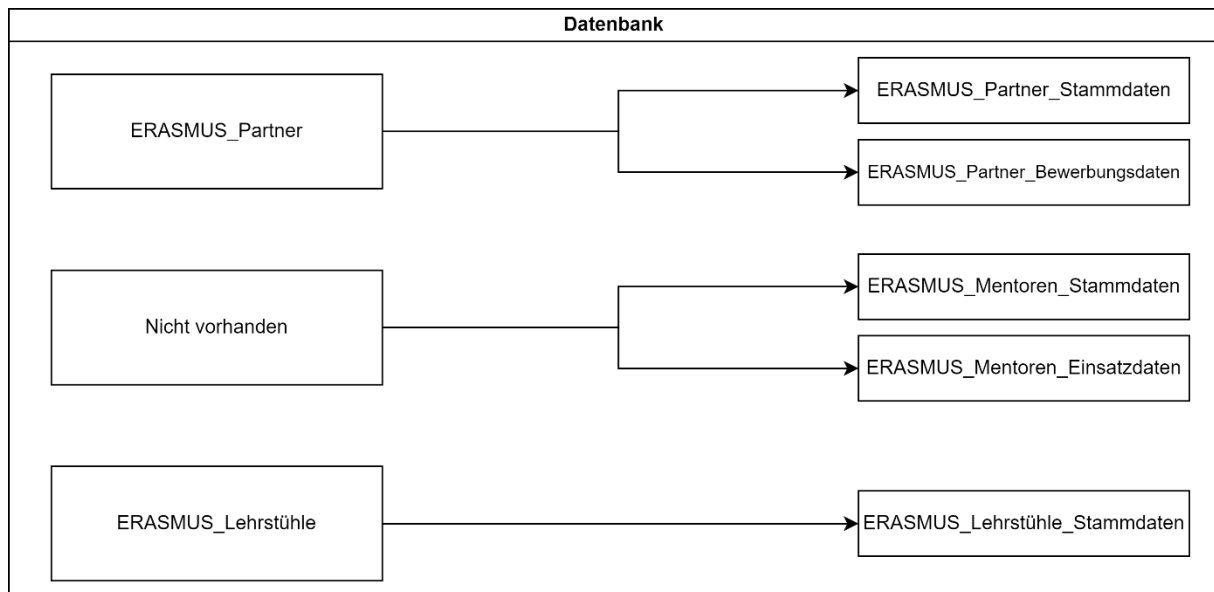 Datenbank
ERASMUS_Partner
ERASMUS_Partner_Stammdaten
ERASMUS_Partner_Bewerbungsdaten
Nicht vorhanden
ERASMUS_Mentoren_Stammdaten
ERASMUS_Mentoren_Einsatzdaten
ERASMUS_Lehrstühle
ERASMUS_Lehrstühle_Stammdaten